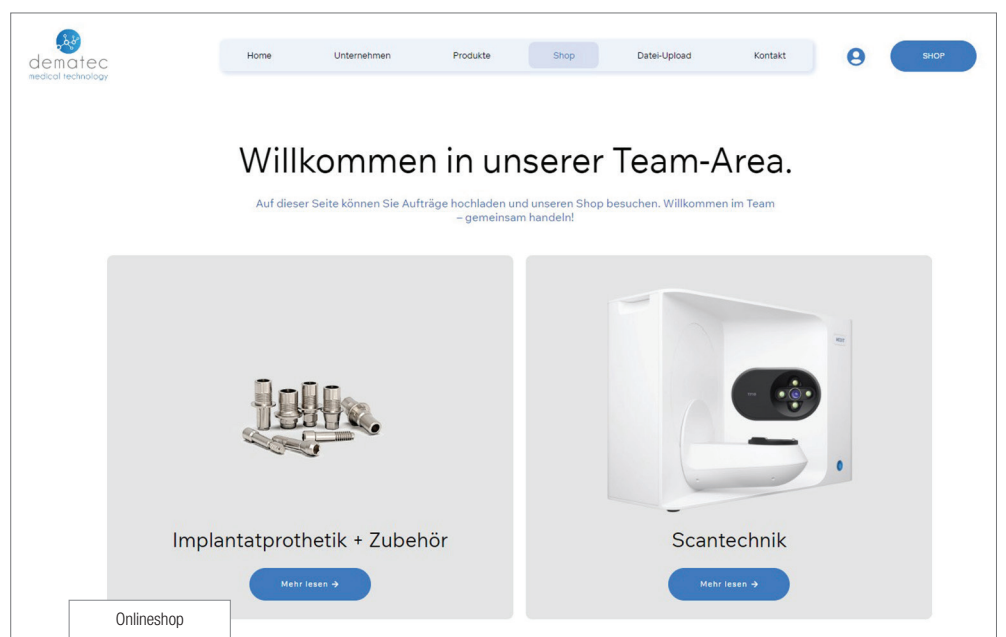 dematec
medical technology
Home Unternehmen Produkte Shop Datei-Upload Kontakt SHOP
Willkommen in unserer Team-Area.
Auf dieser Seite können Sie Aufträge hochladen und unseren Shop besuchen. Willkommen im Team
– gemeinsam handeln!
Implantatprothetik + Zubehör
Mehr lesen →
Scantechnik
Mehr lesen →
Onlineshop